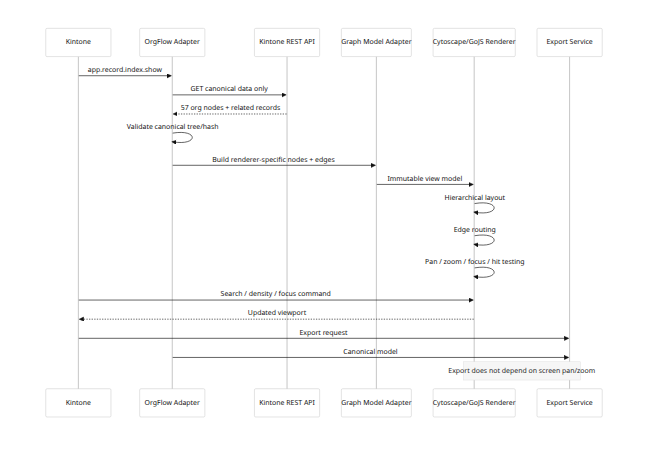 Kintone
OrgFlow Adapter
Kintone REST API
Graph Model Adapter
Cytoscape/GoJS Renderer
Export Service
app.record.index.show
GET canonical data only
57 org nodes + related records
Validate canonical tree/hash
Build renderer-specific nodes + edges
Immutable view model
Hierarchical layout
Edge routing
Pan / zoom / focus / hit testing
Search / density / focus command
Updated viewport
Export request
Canonical model
Export does not depend on screen pan/zoom
Kintone
OrgFlow Adapter
Kintone REST API
Graph Model Adapter
Cytoscape/GoJS Renderer
Export Service